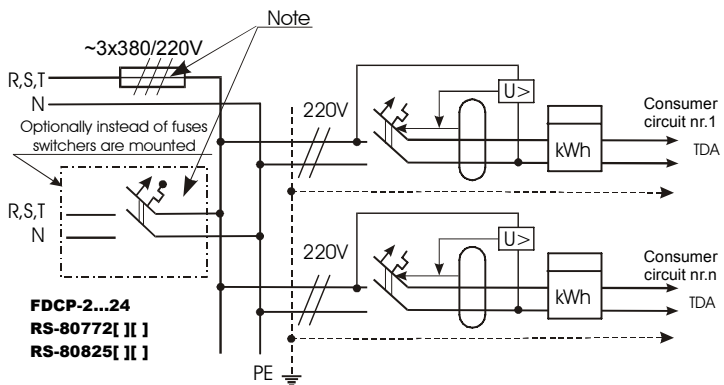 Note
~3x380/220V
R,S,T
N
Optionally instead of fuses
switchers are mounted
R,S,T
N
FDCP-2...24
RS-80772[ ][ ]
RS-80825[ ][ ]
PE
220V
U>
kWh
Consumer
circuit nr.1
TDA
220V
U>
kWh
Consumer
circuit nr.n
TDA